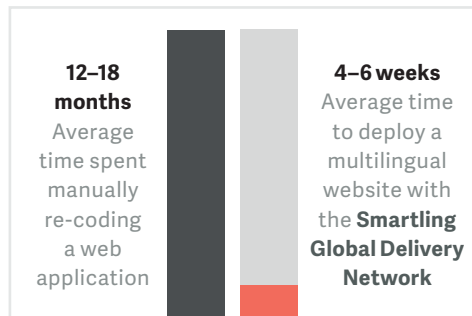 12–18
months
Average
time spent
manually
re-coding
a web
application
4–6 weeks
Average time
to deploy a
multilingual
website with
the Smartling
Global Delivery
Network